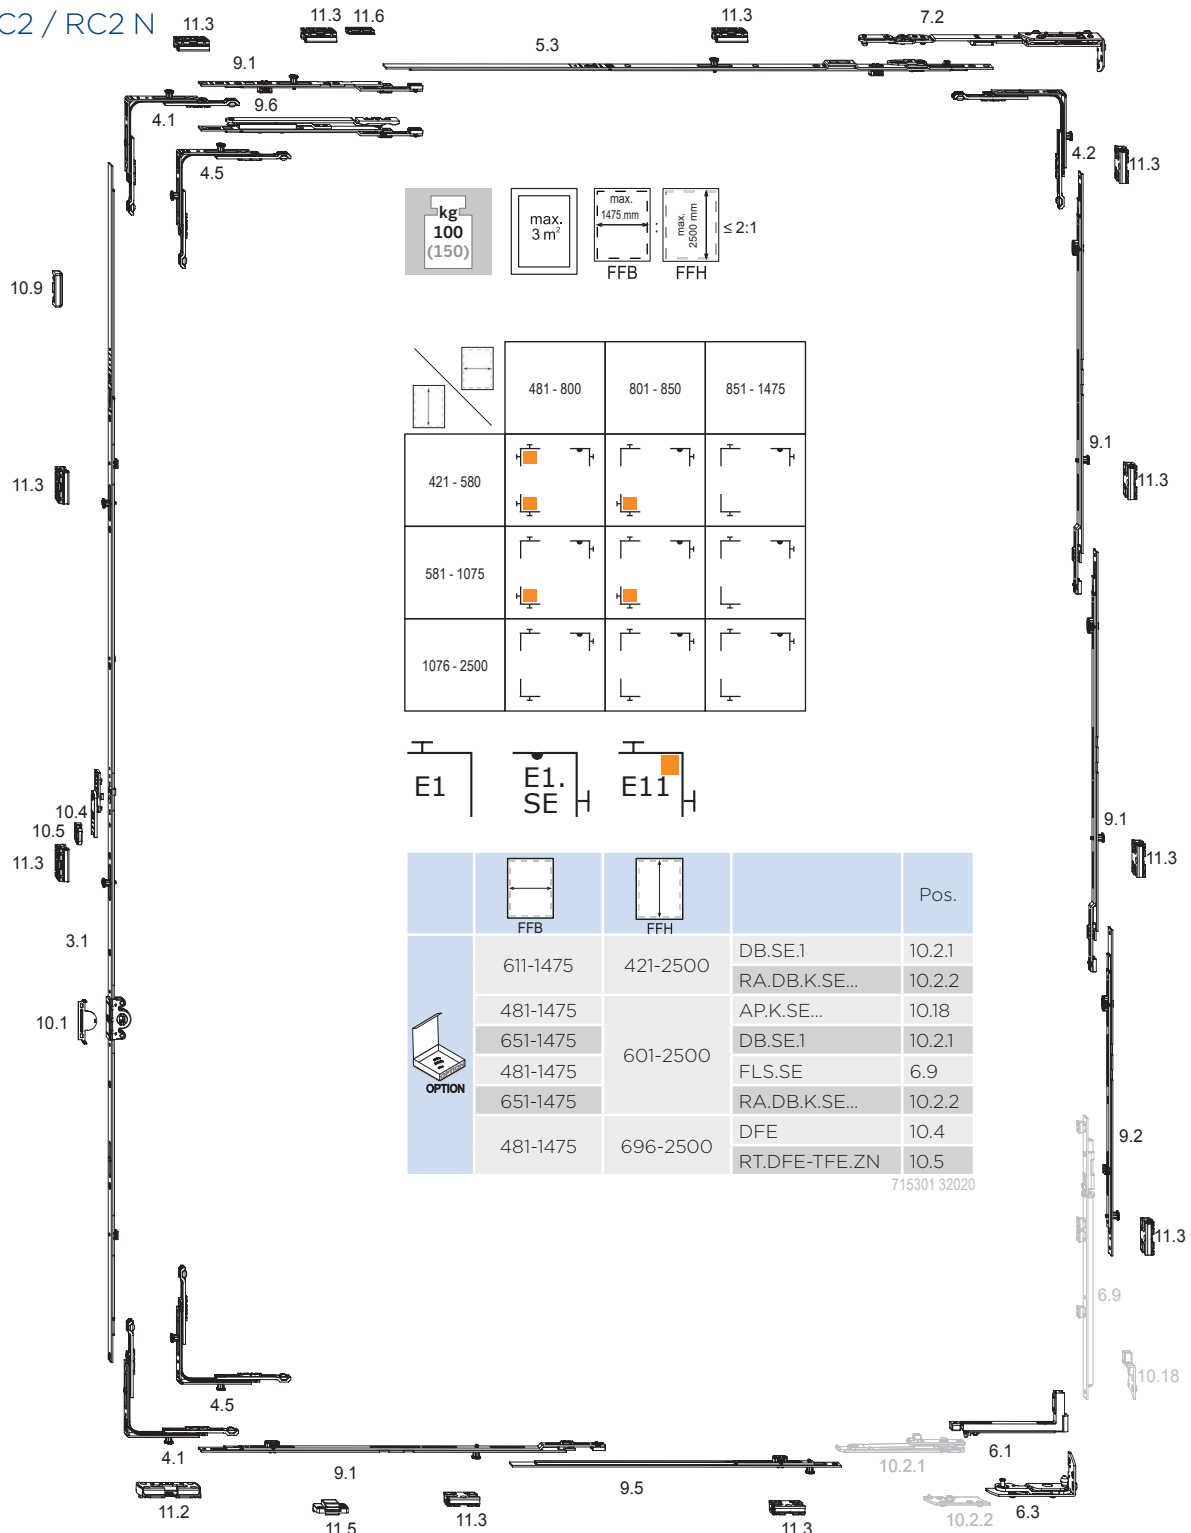 C2 / RC2 N
11.3
11.3
11.6
11.3
7.2
5.3
9.1
9.6
4.1
4.5
4.2
11.3
kg
100
(150)
max.
3 m²
max.
1475 mm
:
max.
2500 mm
≤ 2:1
FFB
FFH
10.9
481 - 800
801 - 850
851 - 1475
421 - 580
581 - 1075
1076 - 2500
11.3
9.1
11.3
E1
E1.
SE
E11
10.4
10.5
11.3
9.1
11.3
3.1
10.1
FFB
FFH
Pos.
OPTION
611-1475
421-2500
DB.SE.1
10.2.1
RA.DB.K.SE...
10.2.2
481-1475
601-2500
AP.K.SE...
10.18
651-1475
DB.SE.1
10.2.1
481-1475
FLS.SE
6.9
651-1475
RA.DB.K.SE...
10.2.2
481-1475
696-2500
DFE
10.4
RT.DFE-TFE.ZN
10.5
715301 32020
9.2
11.3
6.9
10.18
4.5
4.1
9.1
9.5
10.2.1
6.1
11.2
11.5
11.3
11.3
10.2.2
6.3